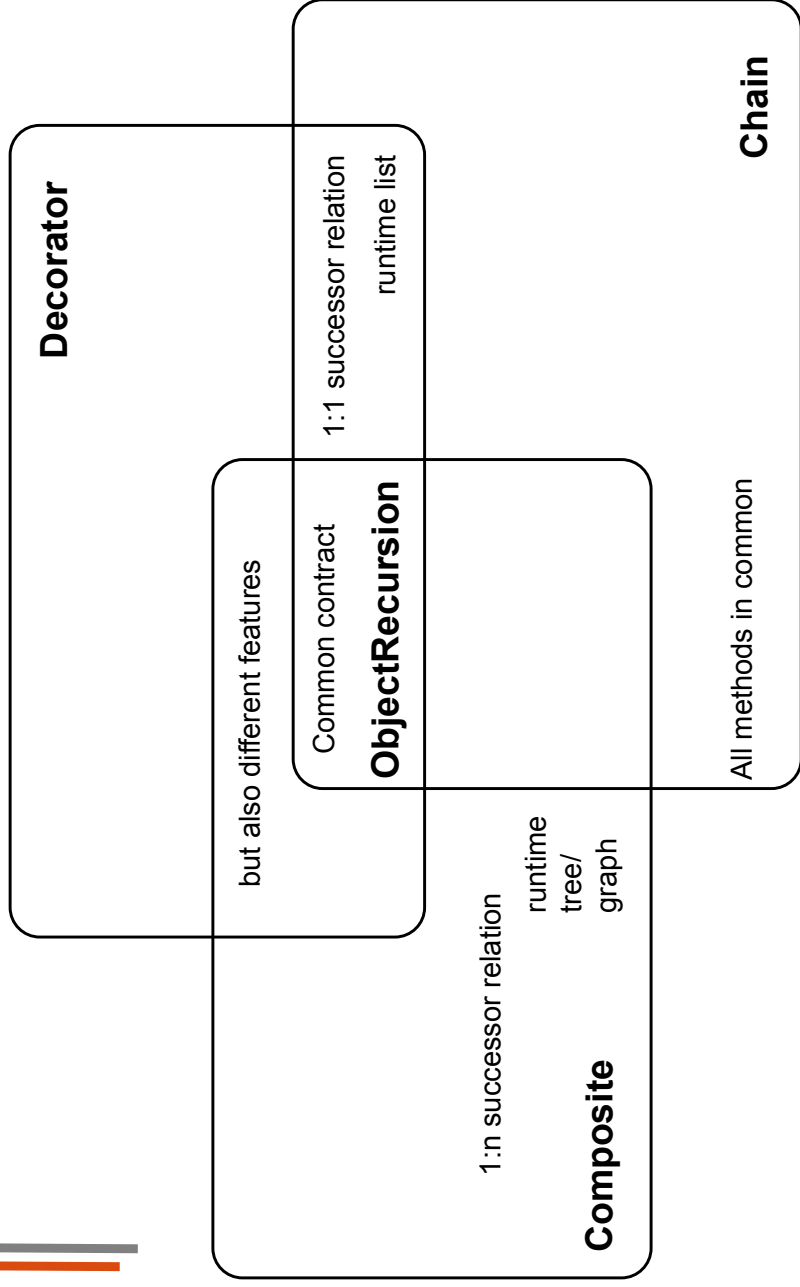 Decorator
but also different features
Common contract
1:1 successor relation
ObjectRecursion
runtime list
1:n successor relation
runtime
tree/
graph
Composite
All methods in common
Chain